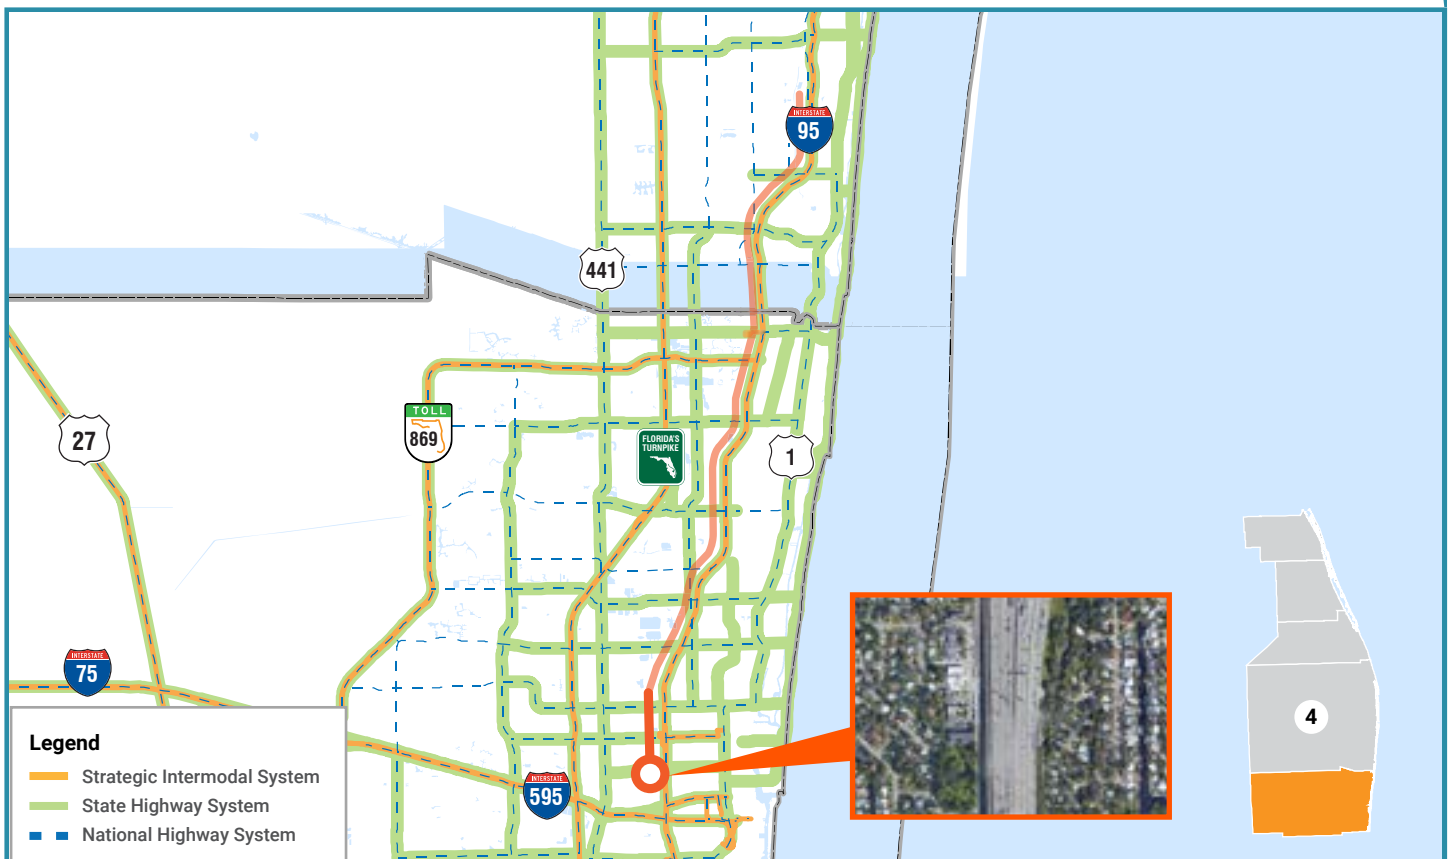 INTERSTATE
95
441
TOLL
869
FLORIDA'S
TURNPIKE
27
1
INTERSTATE
75
4
INTERSTATE
595
Legend
Strategic Intermodal System
State Highway System
National Highway System